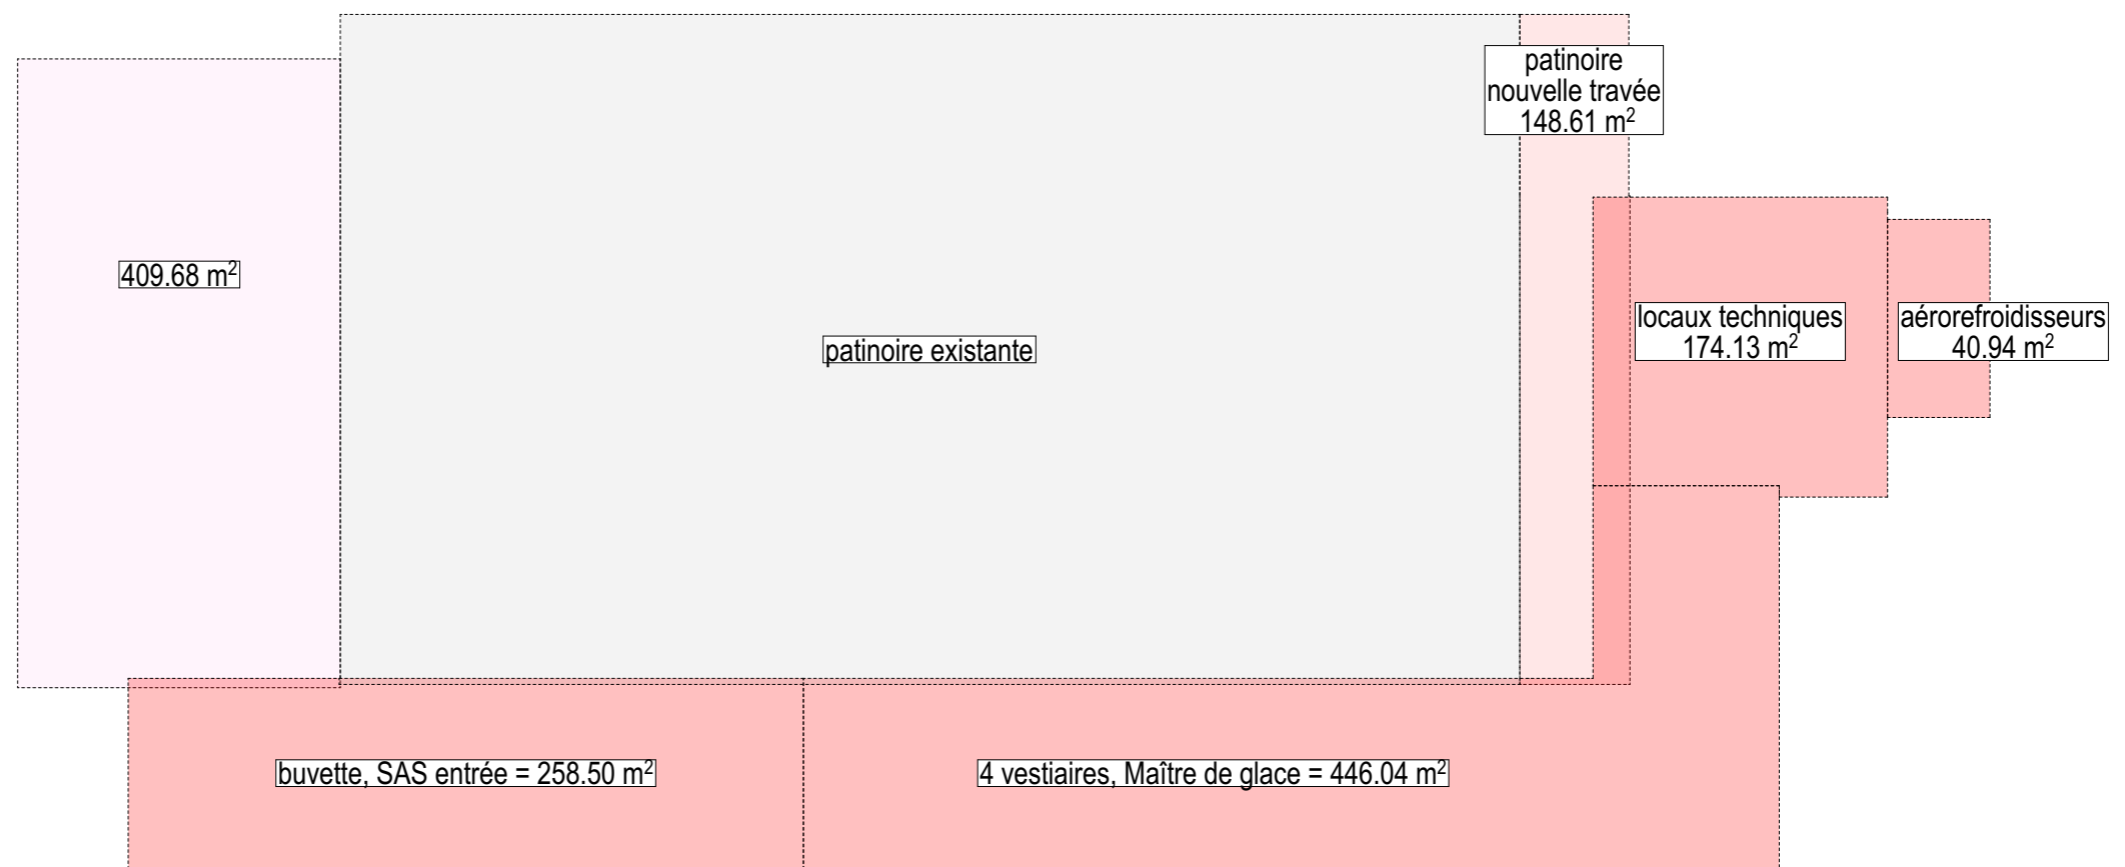 patinoire
nouvelle travée
148.61 m²
409.68 m²
patinoire existante
locaux techniques
174.13 m²
aérorefroidisseurs
40.94 m²
buvette, SAS entrée = 258.50 m²
4 vestiaires, Maître de glace = 446.04 m²